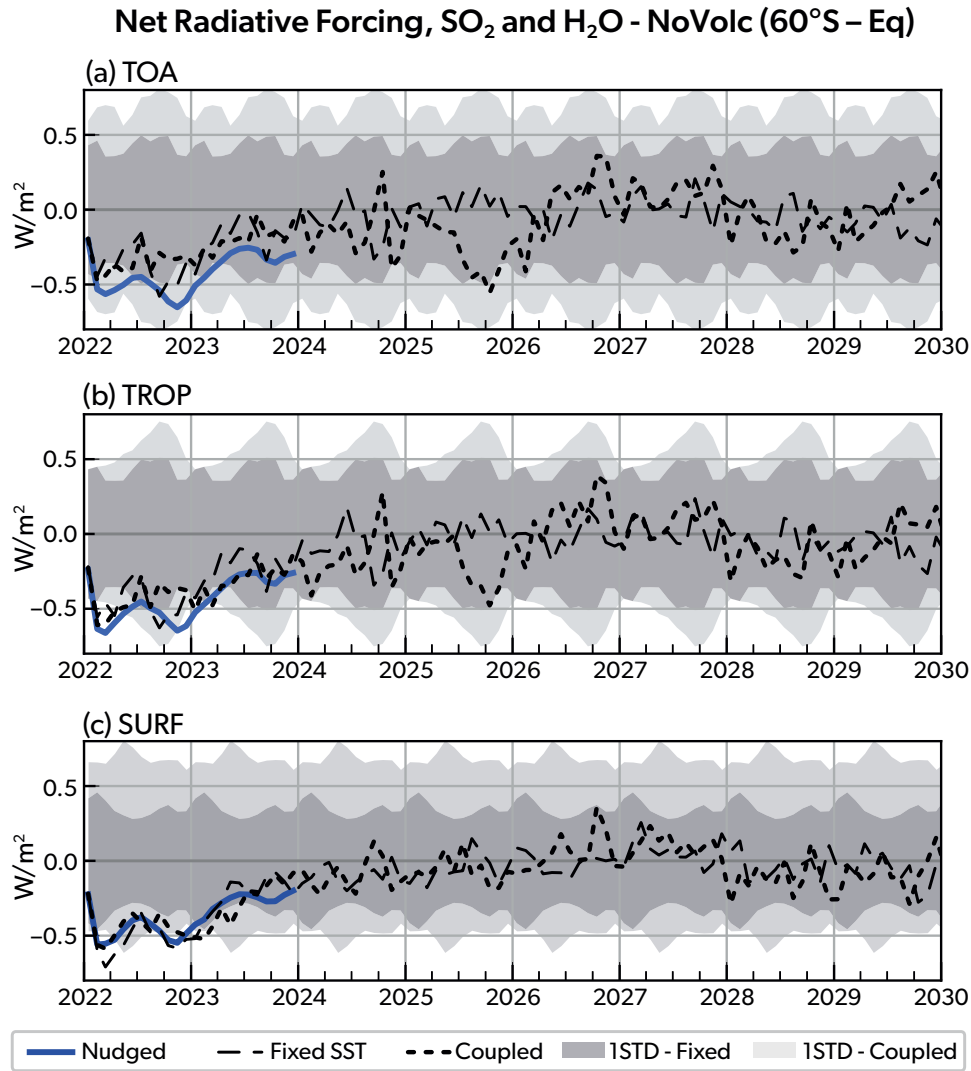 Net Radiative Forcing, SO₂ and H₂O - NoVolc (60°S – Eq)
(a) TOA
W/m²
0.5
0.0
−0.5
2022 2023 2024 2025 2026 2027 2028 2029 2030
(b) TROP
W/m²
0.5
0.0
−0.5
2022 2023 2024 2025 2026 2027 2028 2029 2030
(c) SURF
W/m²
0.5
0.0
−0.5
2022 2023 2024 2025 2026 2027 2028 2029 2030
Nudged Fixed SST Coupled 1STD - Fixed 1STD - Coupled